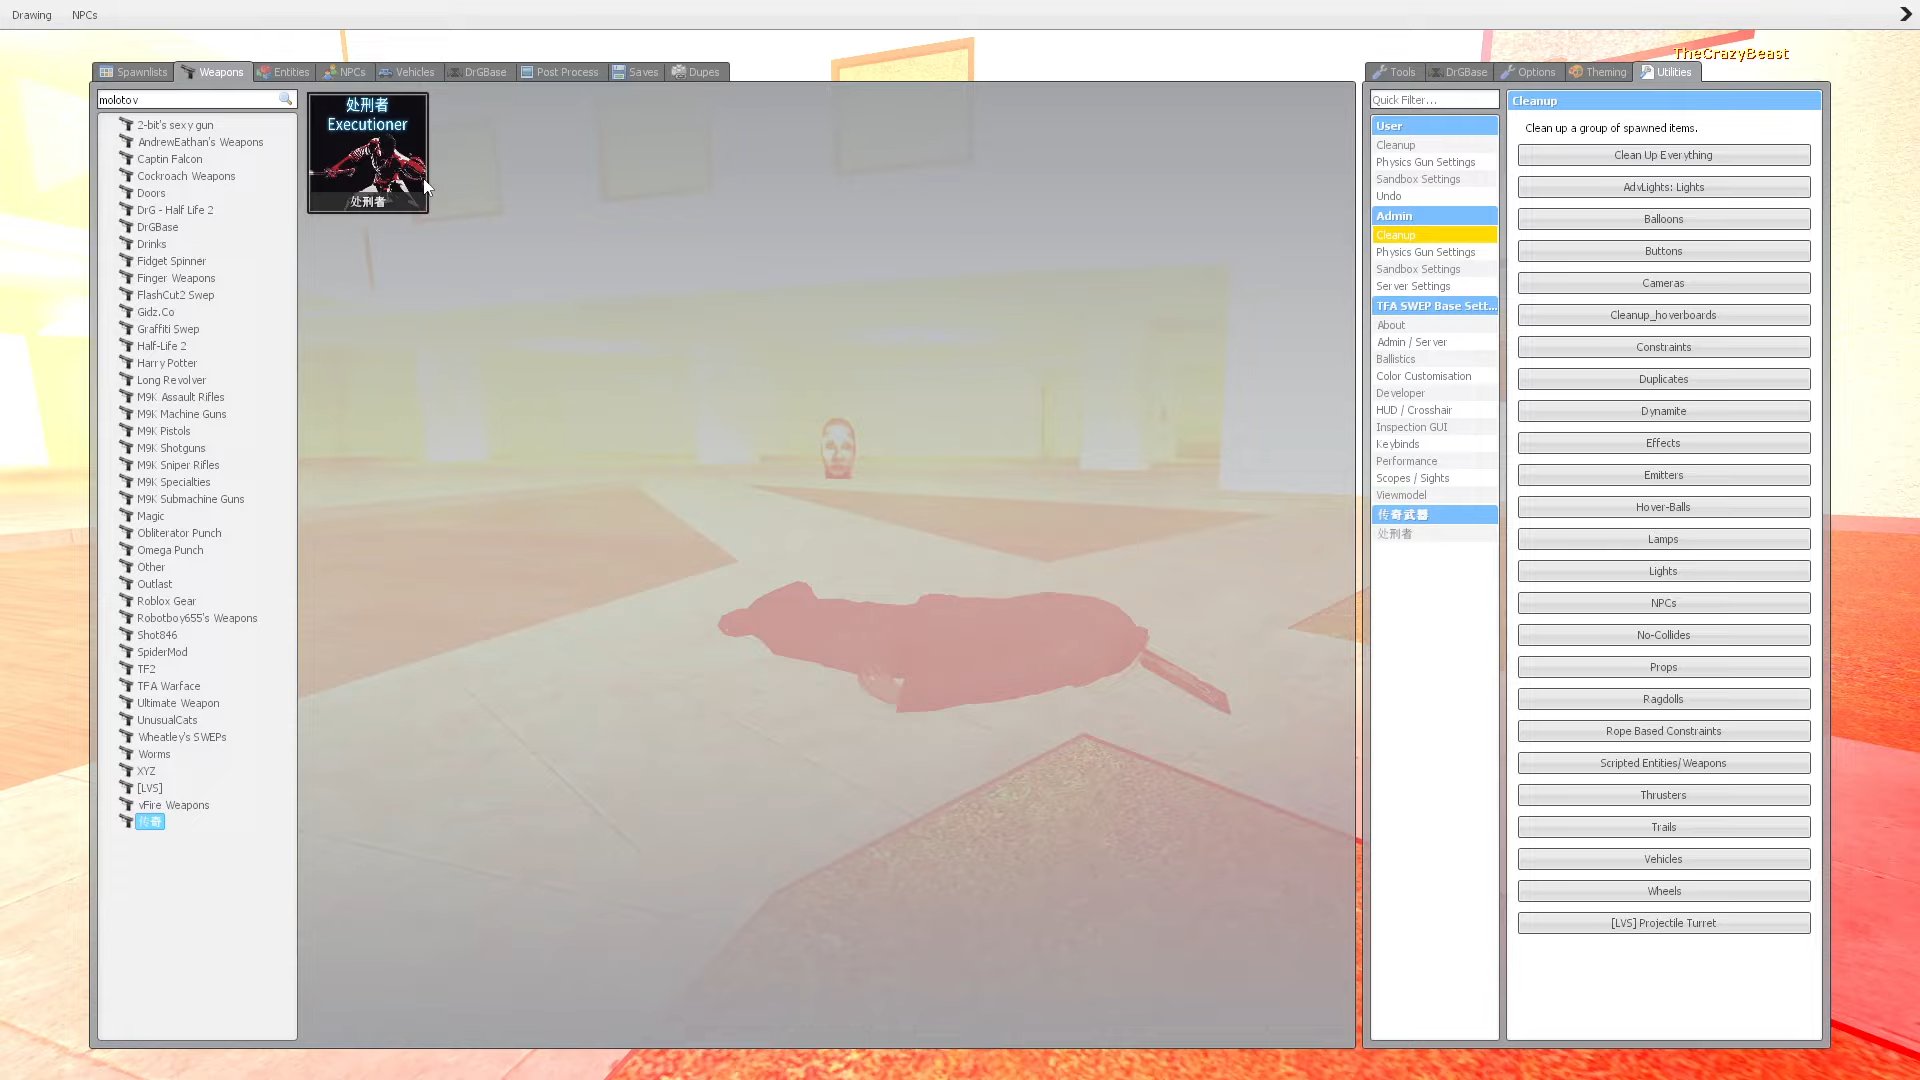 Drawing NPCs
TheCrazyBeast
Spawnlists Weapons Entities NPCs Vehicles DrGBase Post Process Saves Dupes
molotov
2-bit's sexy gun
AndrewEathan's Weapons
Captin Falcon
Cockroach Weapons
Doors
DrG - Half Life 2
DrGBase
Drinks
Fidget Spinner
Finger Weapons
FlashCut2 Swep
Gidz.Co
Graffiti Swep
Half-Life 2
Harry Potter
Long Revolver
M9K Assault Rifles
M9K Machine Guns
M9K Pistols
M9K Shotguns
M9K Sniper Rifles
M9K Specialties
M9K Submachine Guns
Magic
Obliterator Punch
Omega Punch
Other
Outlast
Roblox Gear
Robotboy655's Weapons
Shot846
SpiderMod
TF2
TFA Warface
Ultimate Weapon
UnusualCats
Wheatley's SWEPs
Worms
XYZ
[LVS]
vFire Weapons
传奇
处刑者
Executioner
处刑者
Tools DrGBase Options Theming Utilities
Quick Filter...
User
Cleanup
Physics Gun Settings
Sandbox Settings
Undo
Admin
Cleanup
Physics Gun Settings
Sandbox Settings
Server Settings
TFA SWEP Base Sett...
About
Admin / Server
Ballistics
Color Customisation
Developer
HUD / Crosshair
Inspection GUI
Keybinds
Performance
Scopes / Sights
Viewmodel
传奇武器
处刑者
Cleanup
Clean up a group of spawned items.
Clean Up Everything
AdvLights: Lights
Balloons
Buttons
Cameras
Cleanup_hoverboards
Constraints
Duplicates
Dynamite
Effects
Emitters
Hover-Balls
Lamps
Lights
NPCs
No-Collides
Props
Ragdolls
Rope Based Constraints
Scripted Entities/Weapons
Thrusters
Trails
Vehicles
Wheels
[LVS] Projectile Turret